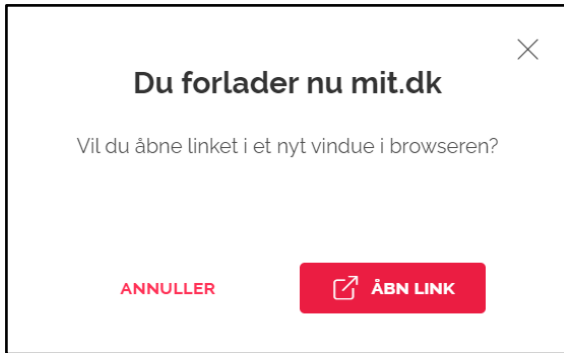 Du forlader nu mit.dk
Vil du åbne linket i et nyt vindue i browseren?
ANNULLER
ÅBN LINK